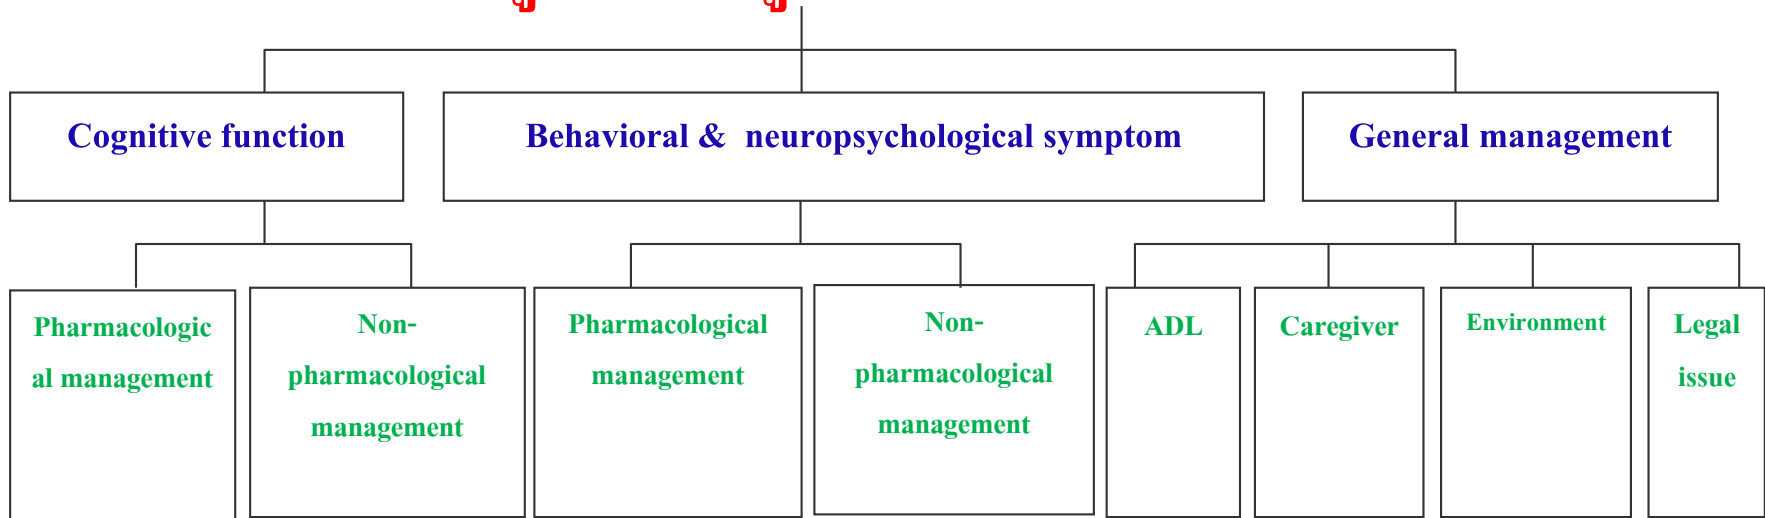 Cognitive function
Behavioral & neuropsychological symptom
General management
Pharmacologic
al management
Non-
pharmacological
management
Pharmacological
management
Non-
pharmacological
management
ADL
Caregiver
Environment
Legal
issue